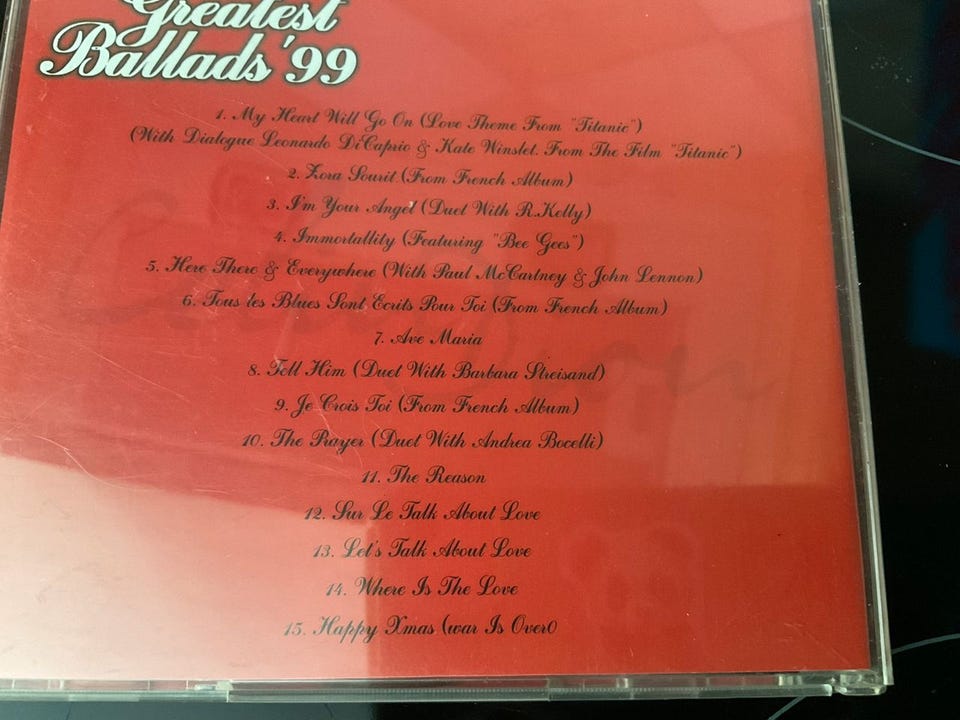 Greatest
Ballads '99
1. My Heart Will Go On (Love Theme From "Titanic")
(With Dialogue Leonardo DiCaprio & Kate Winslet. From The Film "Titanic")
2. Zora Sourit (From French Album)
3. I'm Your Angel (Duet With R.Kelly)
4. Immortallity (Featuring "Bee Gees")
5. Here There & Everywhere (With Paul McCartney & John Lennon)
6. Tous les Blues Sont Ecrits Pour Toi (From French Album)
7. Ave Maria
8. Tell Him (Duet With Barbara Streisand)
9. Je Crois Toi (From French Album)
10. The Prayer (Duet With Andrea Bocelli)
11. The Reason
12. Sur Le Talk About Love
13. Let's Talk About Love
14. Where Is The Love
15. Happy Xmas (war Is Over0